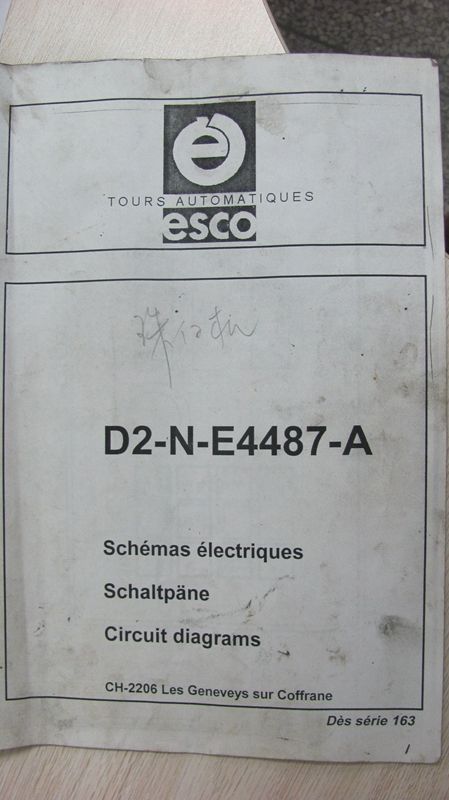 TOURS AUTOMATIQUES
esco
D2-N-E4487-A
Schémas électriques
Schaltpäne
Circuit diagrams
CH-2206 Les Geneveys sur Coffrane
Dès série 163